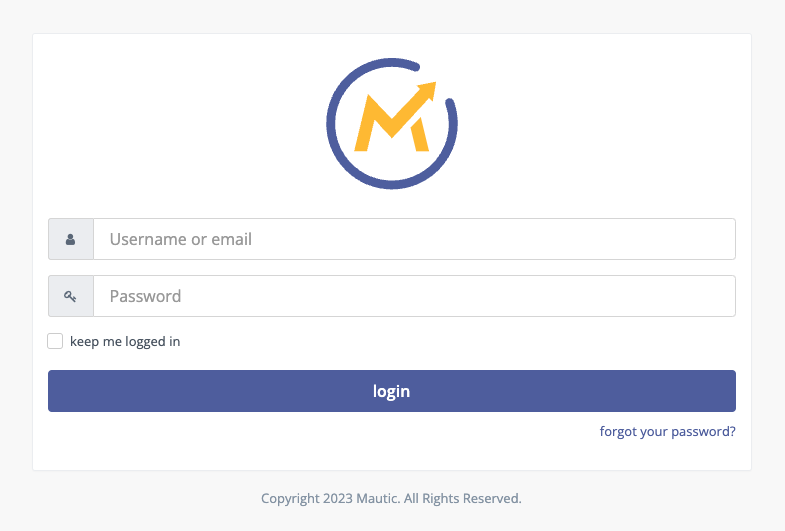 Username or email
Password
keep me logged in
login
forgot your password?
Copyright 2023 Mautic. All Rights Reserved.